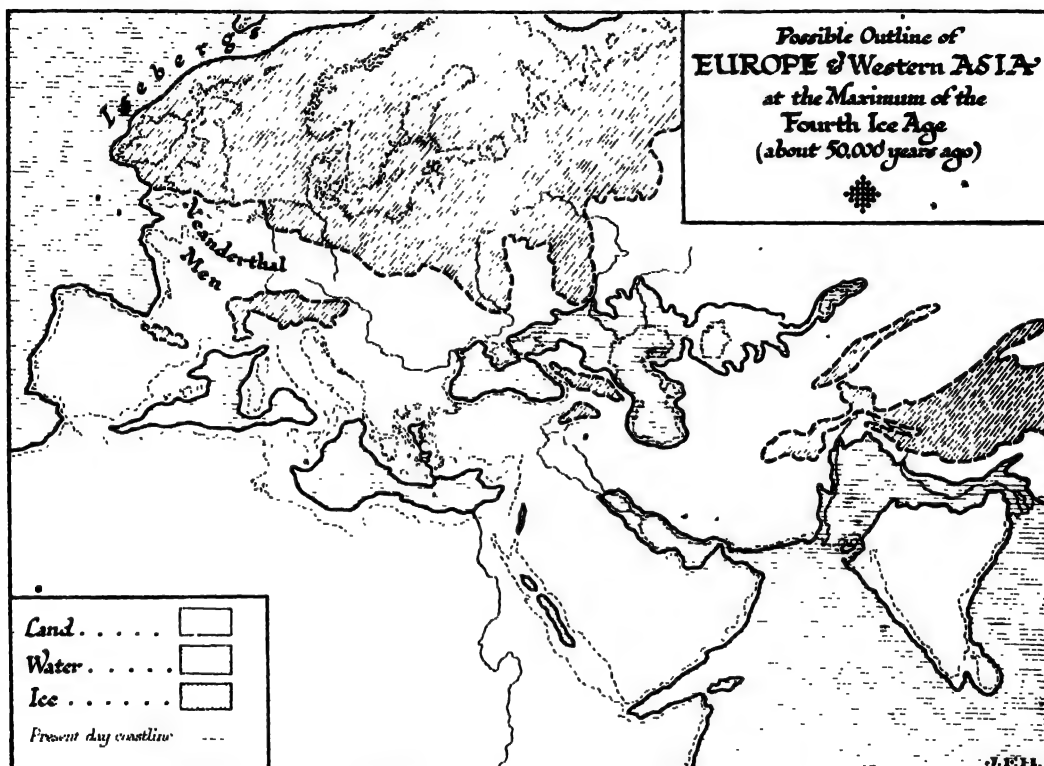 Possible Outline of
EUROPE & Western ASIA
at the Maximum of the
Fourth Ice Age
(about 50,000 years ago)
Icebergs
Neanderthal
Men
Land . . . . .
Water . . . . .
Ice . . . . . .
Present day coastline ---
J.F.H.